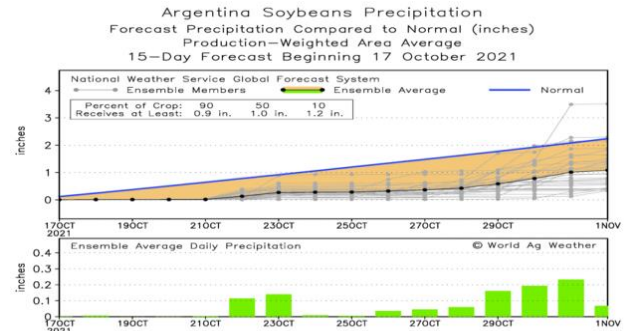 Argentina Soybeans Precipitation
Forecast Precipitation Compared to Normal (inches)
Production-Weighted Area Average
15-Day Forecast Beginning 17 October 2021
National Weather Service Global Forecast System
Ensemble Members Ensemble Average Normal
Percent of Crop: 90 50 10
Receives at Least: 0.9 in. 1.0 in. 1.2 in.
inches
4
3
2
1
0
17OCT 19OCT 21OCT 23OCT 25OCT 27OCT 29OCT 1NOV
2021
Ensemble Average Daily Precipitation © World Ag Weather
inches
0.4
0.3
0.2
0.1
0
17OCT 19OCT 21OCT 23OCT 25OCT 27OCT 29OCT 1NOV
2021